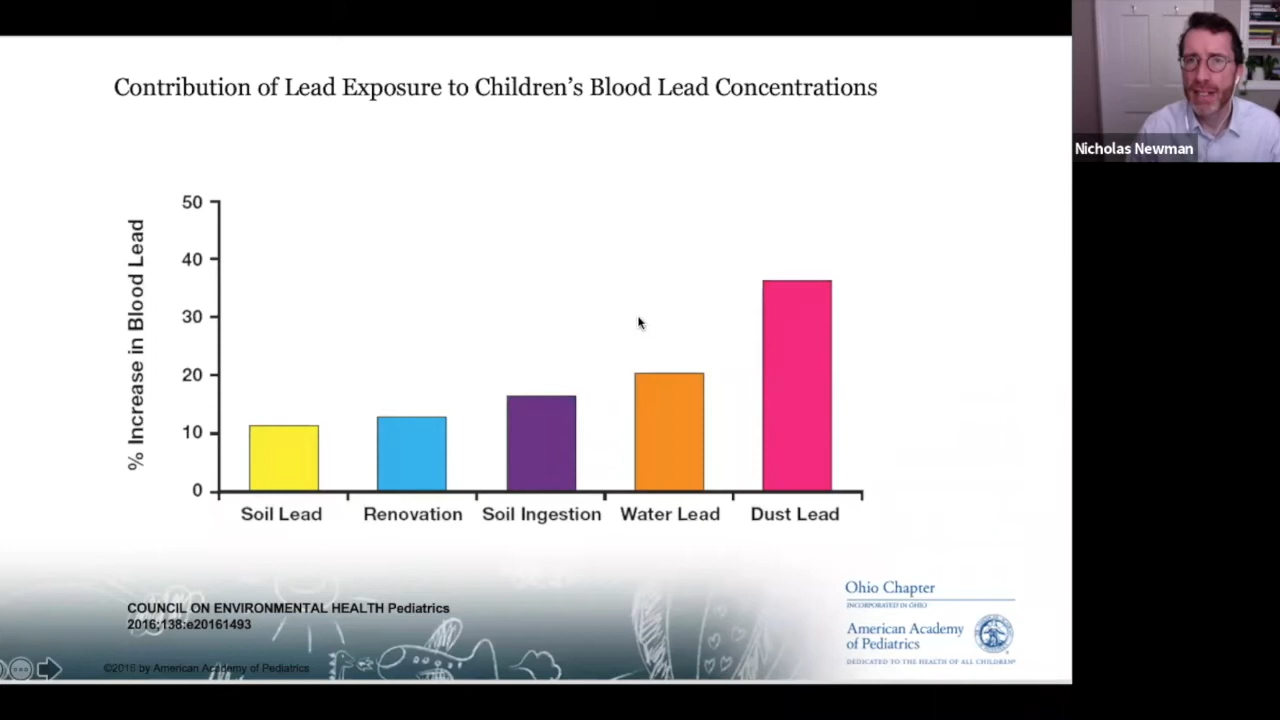 Contribution of Lead Exposure to Children’s Blood Lead Concentrations
Nicholas Newman
% Increase in Blood Lead
50
40
30
20
10
0
Soil Lead
Renovation
Soil Ingestion
Water Lead
Dust Lead
COUNCIL ON ENVIRONMENTAL HEALTH Pediatrics
2016;138:e20161493
©2016 by American Academy of Pediatrics
Ohio Chapter
INCORPORATED IN OHIO
American Academy
of Pediatrics
DEDICATED TO THE HEALTH OF ALL CHILDREN®